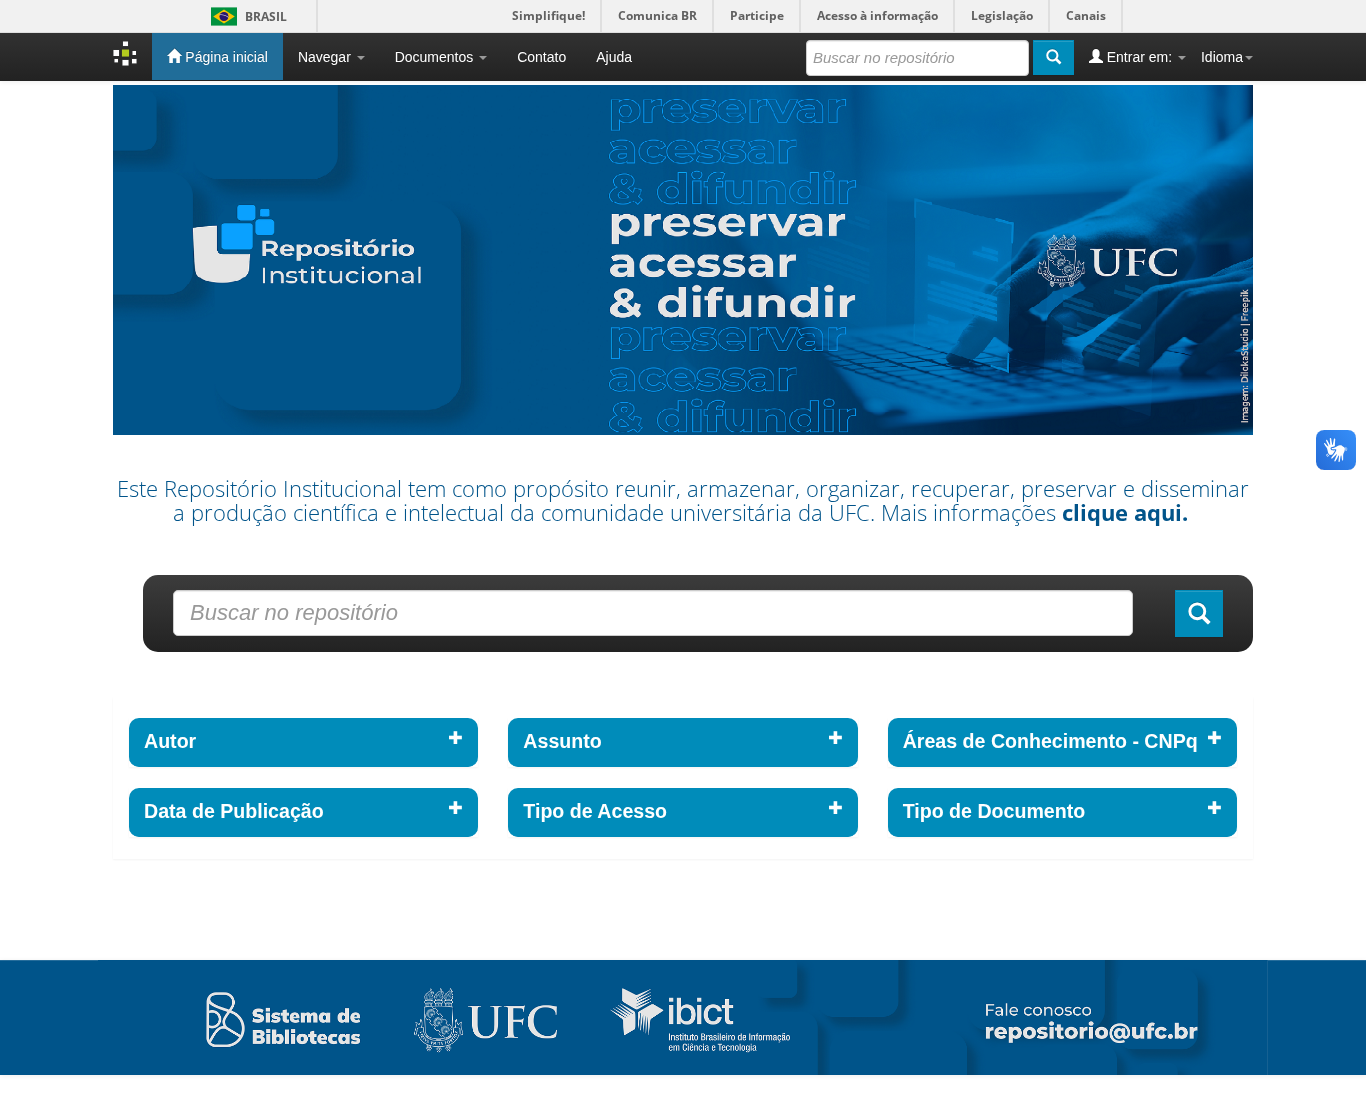 BRASIL
Simplifique!
Comunica BR
Participe
Acesso à informação
Legislação
Canais
Página inicial
Navegar
Documentos
Contato
Ajuda
Buscar no repositório
Entrar em:
Idioma
Repositório
Institucional
preservar
acessar
& difundir
preservar
acessar
& difundir
preservar
acessar
& difundir
UFC
Imagem: DilokaStudio | Freepik
Este Repositório Institucional tem como propósito reunir, armazenar, organizar, recuperar, preservar e disseminar
a produção científica e intelectual da comunidade universitária da UFC. Mais informações clique aqui.
Buscar no repositório
Autor
Assunto
Áreas de Conhecimento - CNPq
Data de Publicação
Tipo de Acesso
Tipo de Documento
Sistema de
Bibliotecas
UFC
ibict
Instituto Brasileiro de Informação
em Ciência e Tecnologia
Fale conosco
repositorio@ufc.br